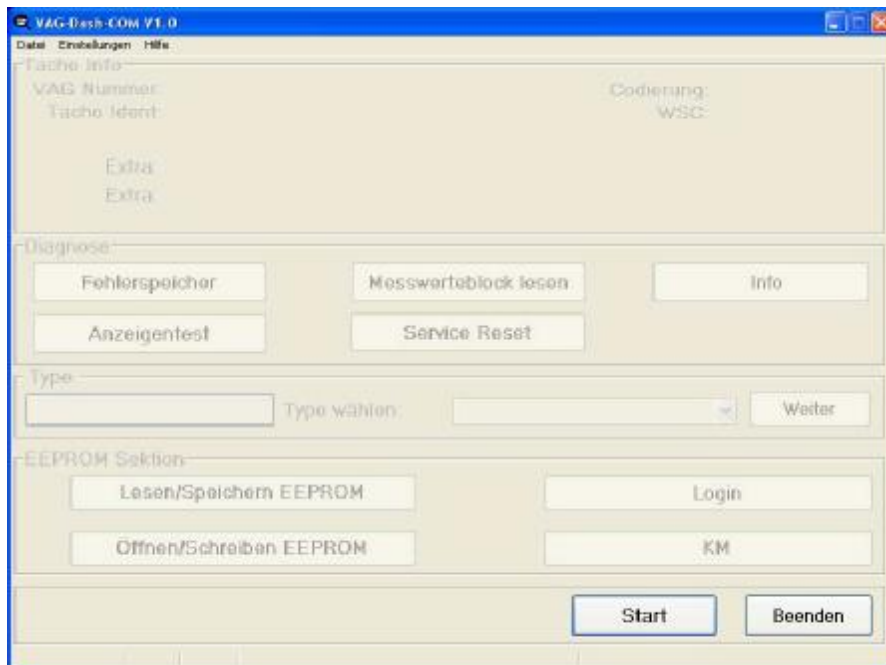 VAG-Dash-COM V1.0
Datei Einstellungen Hilfe
Tacho Info
VAG Nummer: Codierung:
Tacho Ident: WSC:
Extra:
Extra:
Diagnose
Fehlerspeicher Messwerteblock lesen Info
Anzeigentest Service Reset
Type
Type wählen: Weiter
EEPROM Sektion
Lesen/Speichern EEPROM Login
Öffnen/Schreiben EEPROM KM
Start Beenden